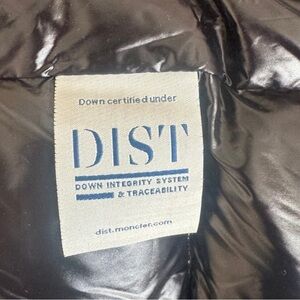 Down certified under
DIST
DOWN INTEGRITY SYSTEM
& TRACEABILITY
dist.moncler.com